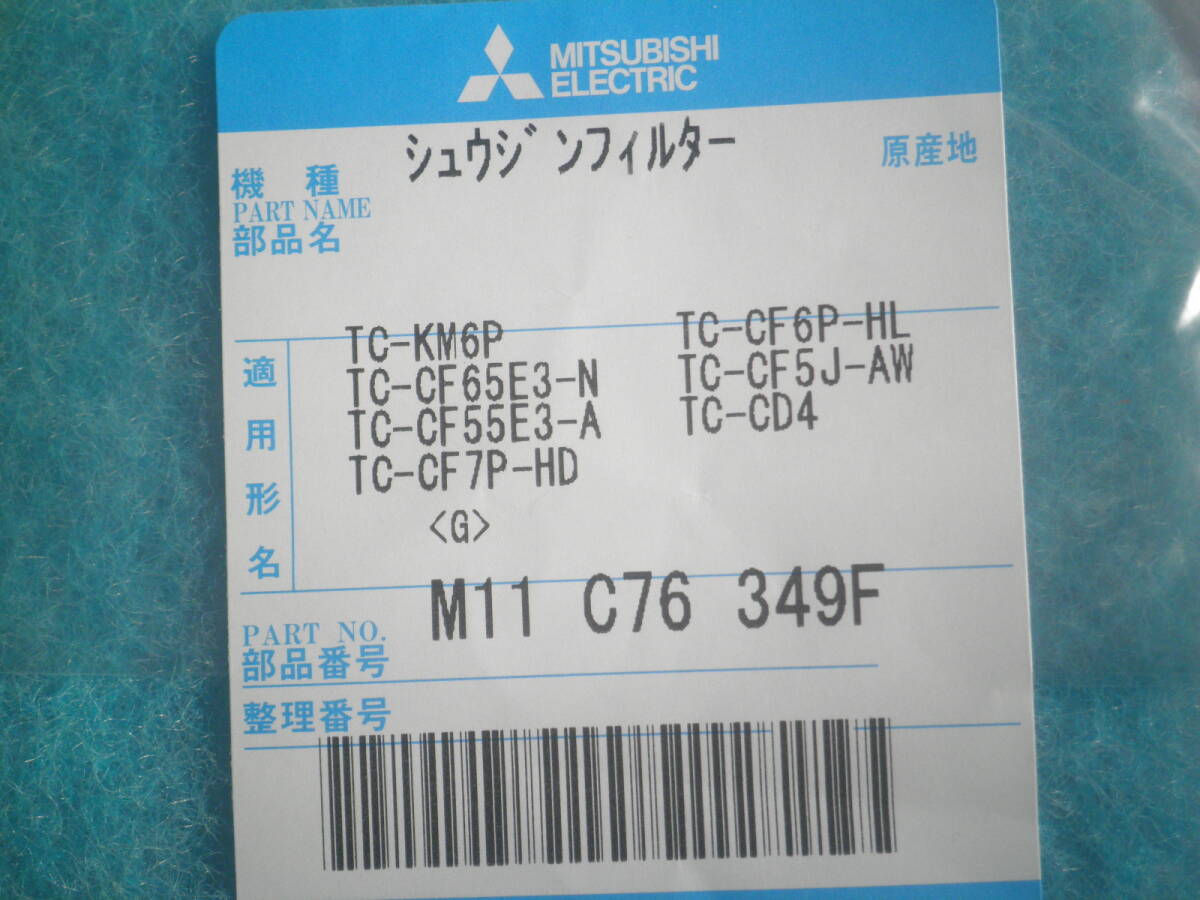 MITSUBISHI
ELECTRIC
シュウジンフィルター
原産地
機種
PART NAME
部品名
適用形名
TC-KM6P TC-CF6P-HL
TC-CF65E3-N TC-CF5J-AW
TC-CF55E3-A TC-CD4
TC-CF7P-HD
<G>
M11 C76 349F
PART NO.
部品番号
整理番号